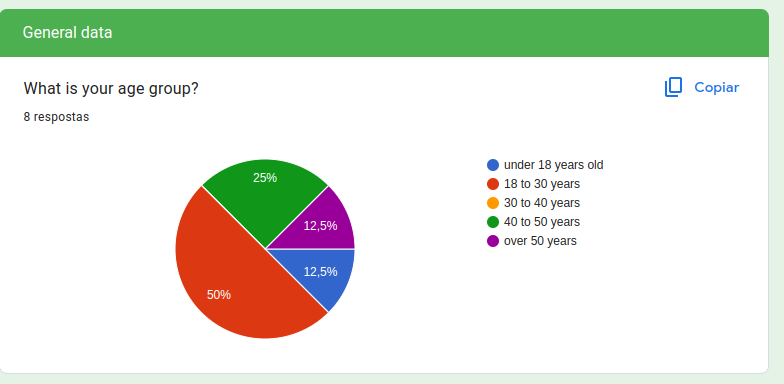 General data
What is your age group?
Copiar
8 respostas
25%
12,5%
12,5%
50%
under 18 years old
18 to 30 years
30 to 40 years
40 to 50 years
over 50 years